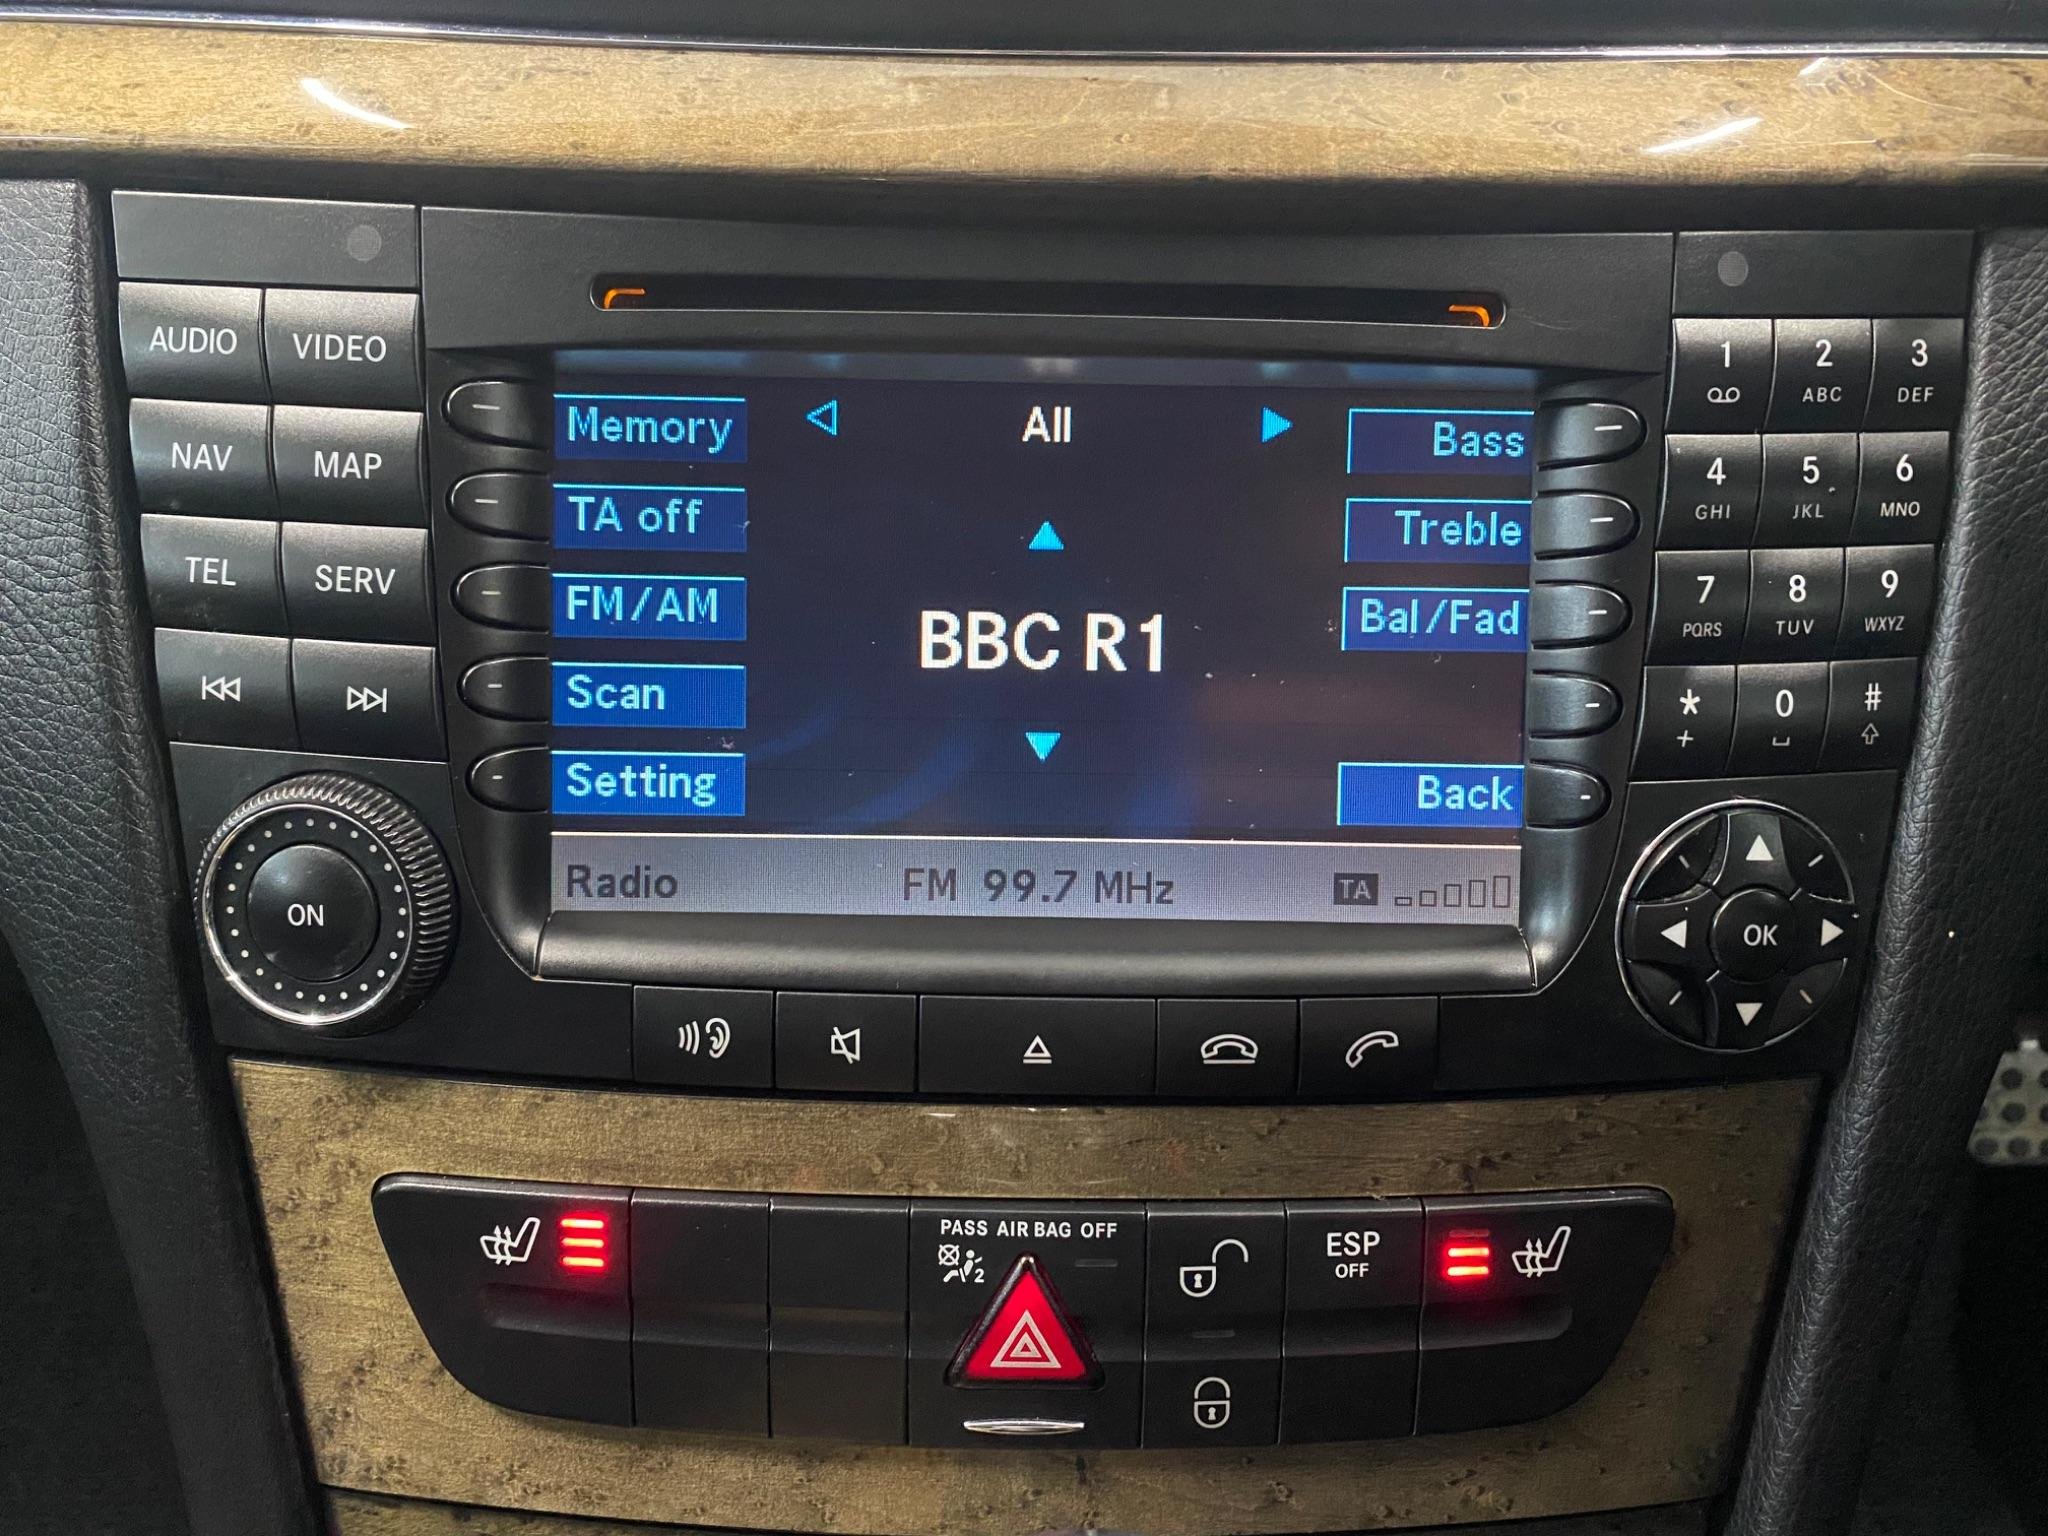 AUDIO VIDEO
NAV MAP
TEL SERV
ON
Memory All Bass
TA off Treble
FM/AM BBC R1 Bal/Fad
Scan
Setting Back
Radio FM 99.7 MHz TA
1 2 ABC 3 DEF
4 GHI 5 JKL 6 MNO
7 PQRS 8 TUV 9 WXYZ
* + 0 #
OK
PASS AIR BAG OFF
2
ESP
OFF